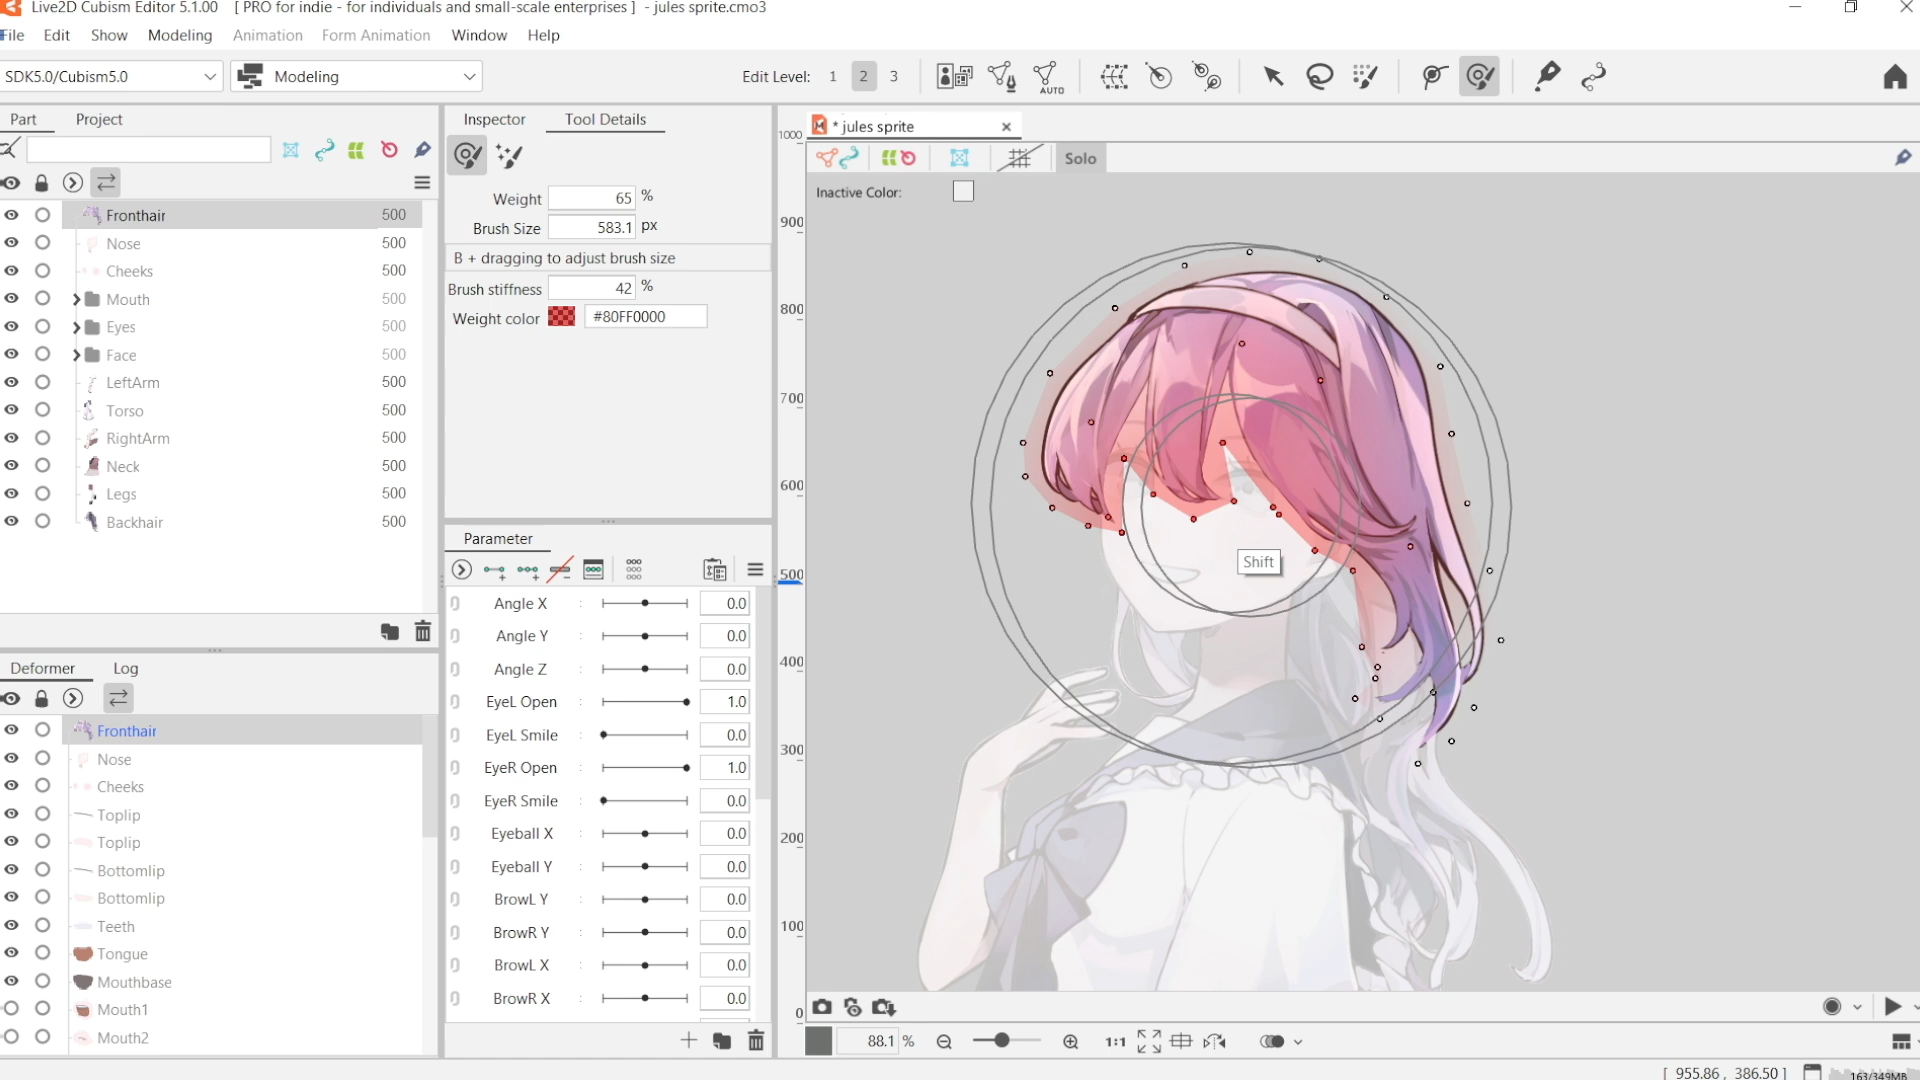 Live2D Cubism Editor 5.1.00 [ PRO for indie - for individuals and small-scale enterprises ] - jules sprite.cmo3
File Edit Show Modeling Animation Form Animation Window Help
SDK5.0/Cubism5.0
Modeling
Edit Level: 1 2 3
AUTO
Part Project
Fronthair 500
Nose 500
Cheeks 500
Mouth 500
Eyes 500
Face 500
LeftArm 500
Torso 500
RightArm 500
Neck 500
Legs 500
Backhair 500
Deformer Log
Fronthair
Nose
Cheeks
Toplip
Toplip
Bottomlip
Bottomlip
Teeth
Tongue
Mouthbase
Mouth1
Mouth2
Inspector Tool Details
Weight 65 %
Brush Size 583.1 px
B + dragging to adjust brush size
Brush stiffness 42 %
Weight color #80FF0000
Parameter
Angle X : 0.0
Angle Y : 0.0
Angle Z : 0.0
EyeL Open : 1.0
EyeL Smile : 0.0
EyeR Open : 1.0
EyeR Smile : 0.0
Eyeball X : 0.0
Eyeball Y : 0.0
BrowL Y : 0.0
BrowR Y : 0.0
BrowL X : 0.0
BrowR X : 0.0
* jules sprite
Solo
Inactive Color:
1000
900
800
700
600
500
400
300
200
100
0
Shift
88.1 %
1:1
[ 955.86 , 386.50 ]
163/349MB